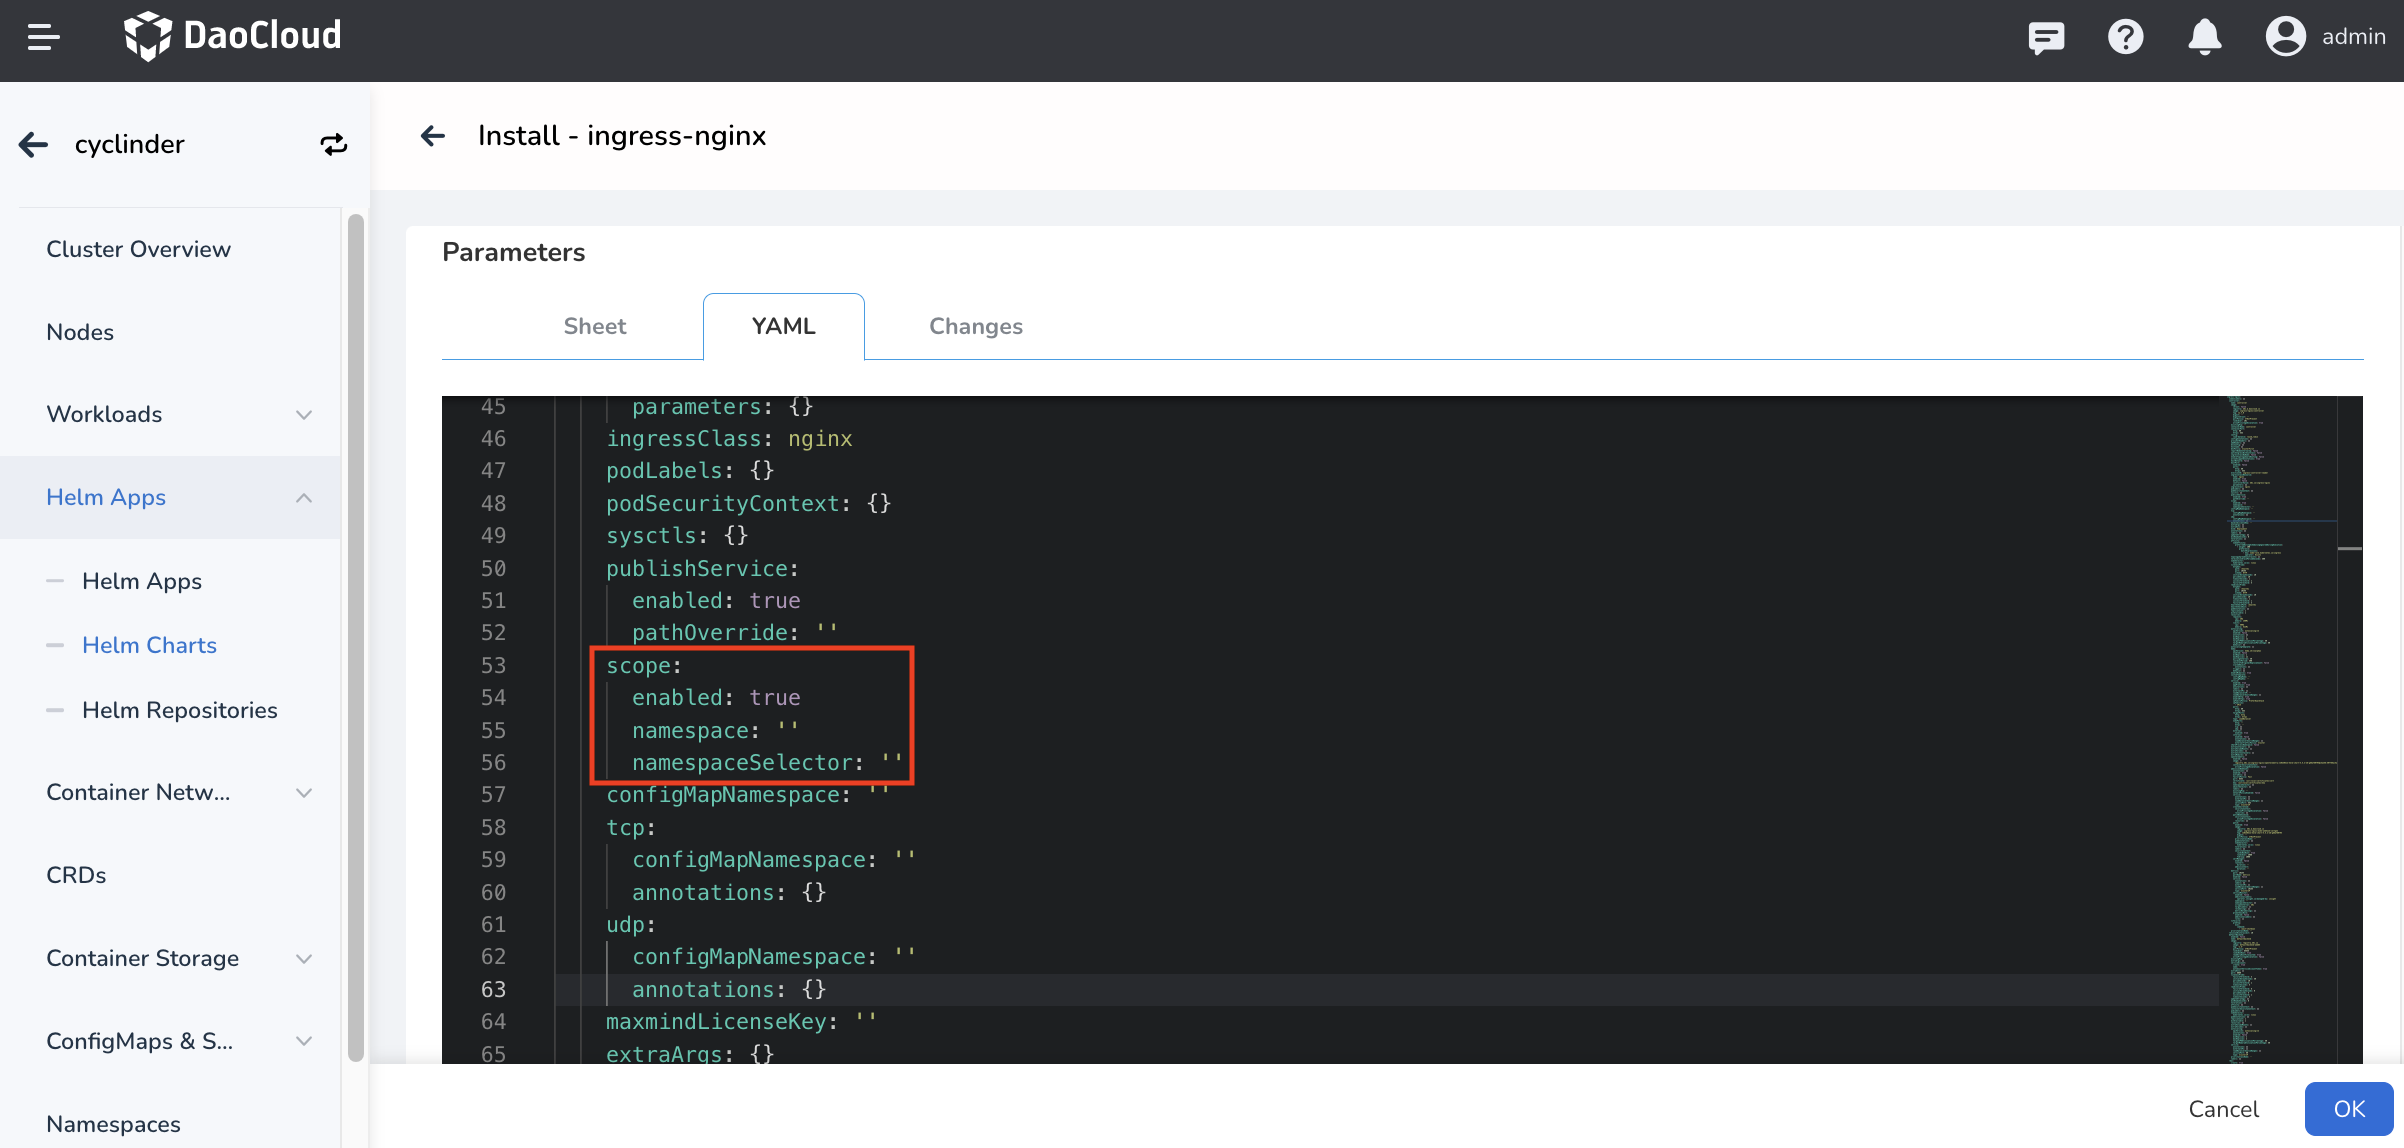 DaoCloud
admin
cyclinder
Install - ingress-nginx
Cluster Overview
Nodes
Workloads
Helm Apps
Helm Apps
Helm Charts
Helm Repositories
Container Netw...
CRDs
Container Storage
ConfigMaps & S...
Namespaces
Parameters
Sheet YAML Changes
45 parameters: {}
46 ingressClass: nginx
47 podLabels: {}
48 podSecurityContext: {}
49 sysctls: {}
50 publishService:
51 enabled: true
52 pathOverride: ''
53 scope:
54 enabled: true
55 namespace: ''
56 namespaceSelector: ''
57 configMapNamespace: ''
58 tcp:
59 configMapNamespace: ''
60 annotations: {}
61 udp:
62 configMapNamespace: ''
63 annotations: {}
64 maxmindLicenseKey: ''
65 extraArgs: {}
Cancel OK